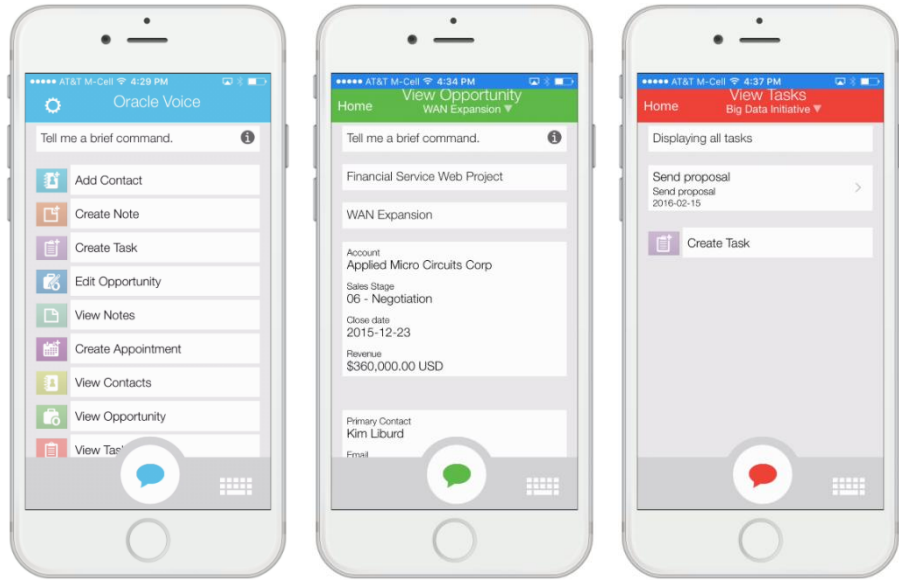 AT&T M-Cell 4:29 PM
Oracle Voice
Tell me a brief command.
Add Contact
Create Note
Create Task
Edit Opportunity
View Notes
Create Appointment
View Contacts
View Opportunity
View Tas
AT&T M-Cell 4:34 PM
Home
View Opportunity
WAN Expansion ▼
Tell me a brief command.
Financial Service Web Project
WAN Expansion
Account
Applied Micro Circuits Corp
Sales Stage
06 - Negotiation
Close date
2015-12-23
Revenue
$360,000.00 USD
Primary Contact
Kim Liburd
Email
AT&T M-Cell 4:37 PM
Home
View Tasks
Big Data Initiative ▼
Displaying all tasks
Send proposal
Send proposal
2016-02-15
Create Task